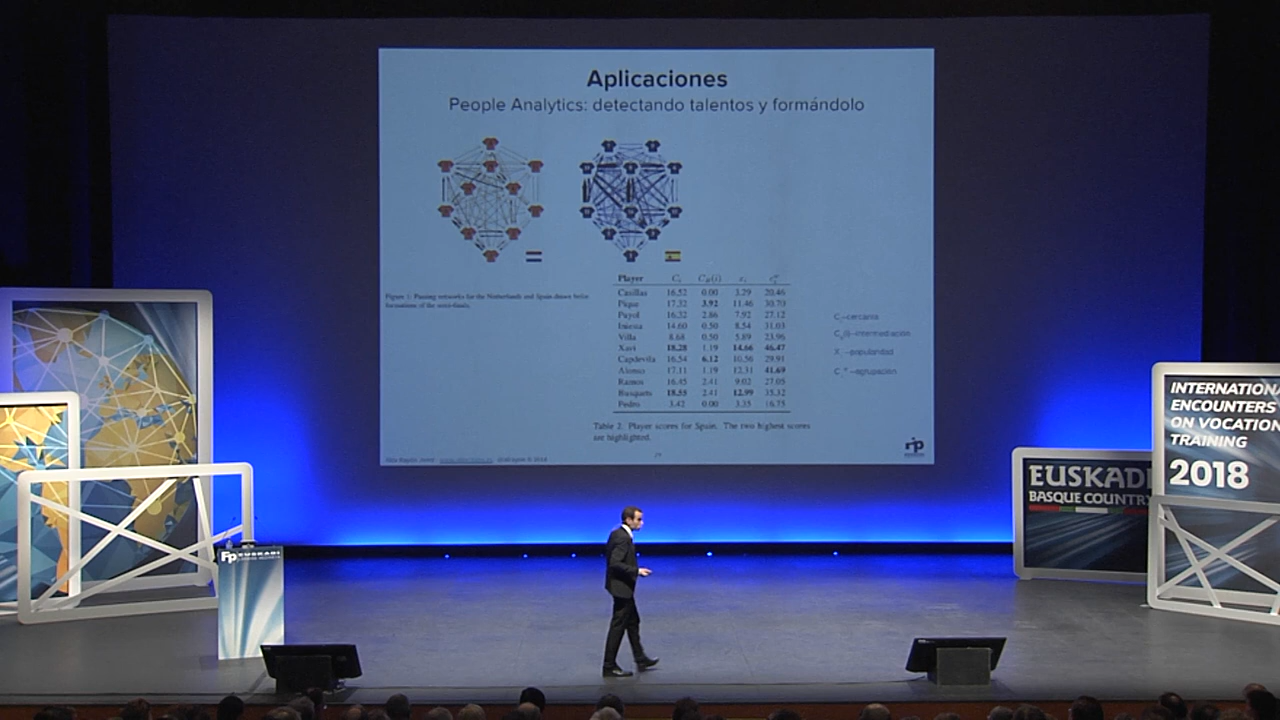 Aplicaciones
People Analytics: detectando talentos y formándolo
Figure 1: Passing networks for the Netherlands and Spain drawn before
formations of the semi-finals.
Player
Casillas 16.52 0.00 3.29 20.46
Pique 17.32 3.92 11.46 30.70
Puyol 16.32 2.86 7.92 27.12
Iniesta 14.60 0.50 8.54 31.03
Villa 8.68 0.50 5.89 23.96
Xavi 18.28 1.19 14.66 46.47
Capdevila 16.54 6.12 10.56 29.91
Alonso 17.11 1.19 12.31 41.69
Ramos 16.45 2.41 9.02 27.05
Busquets 18.55 2.41 12.99 35.32
Pedro 3.42 0.00 3.35 16.75
Table 2: Player scores for Spain. The two highest scores
are highlighted.
–cercanía
–intermediación
–popularidad
–agrupación
rip
Fp EUSKADI
EUSKADI
BASQUE COUNTRY
INTERNATIONA
ENCOUNTERS
ON VOCATION
TRAINING
2018